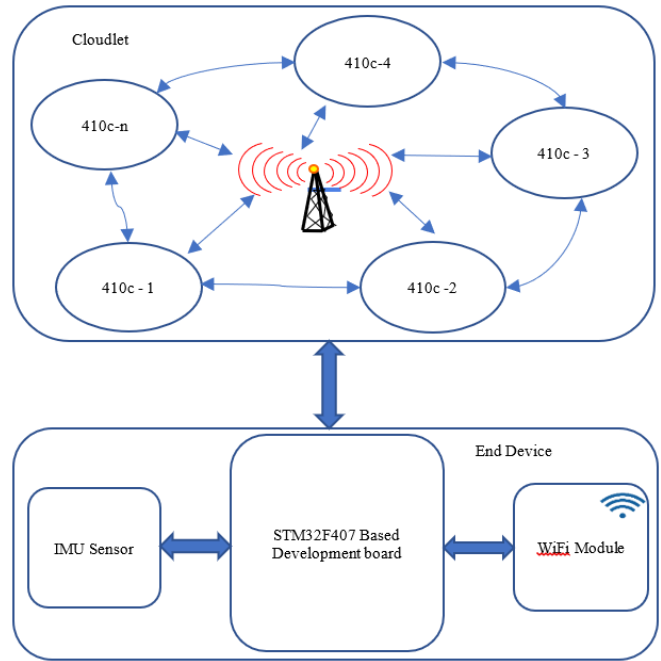 Cloudlet
410c-4
410c-n
410c - 3
410c - 1
410c -2
End Device
IMU Sensor
STM32F407 Based
Development board
WiFi Module